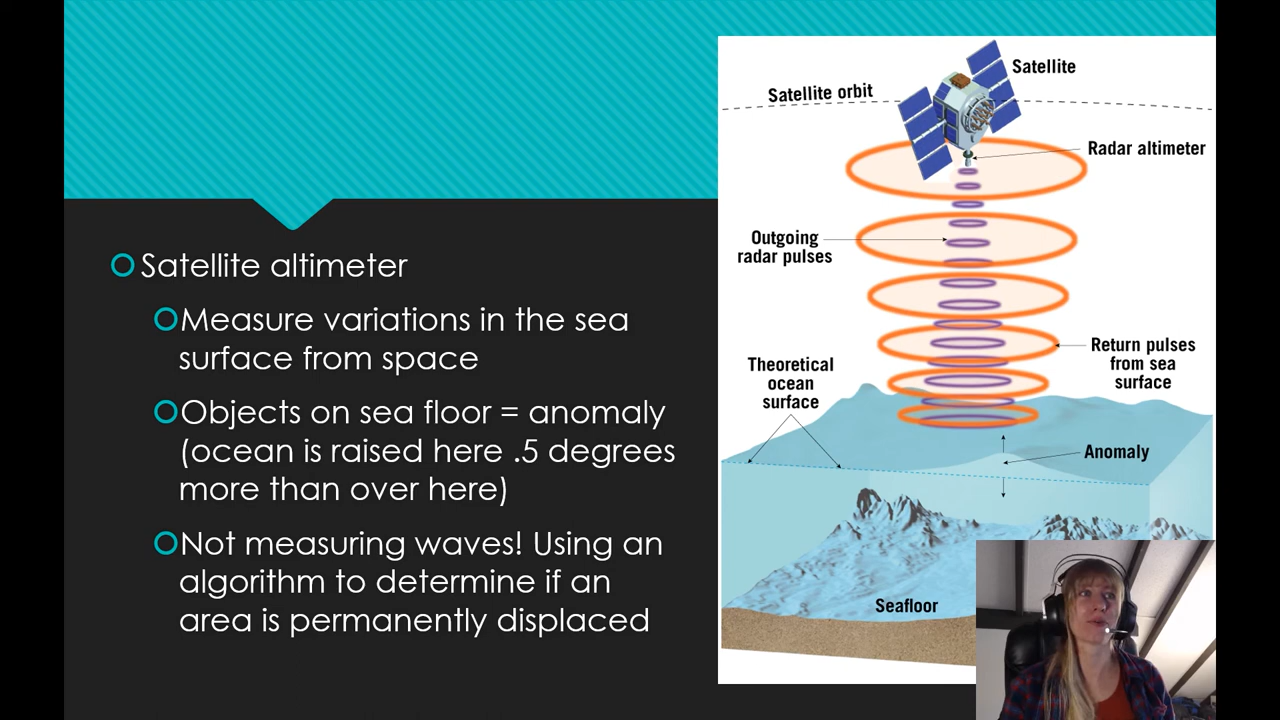 Satellite altimeter
Measure variations in the sea
surface from space
Objects on sea floor = anomaly
(ocean is raised here .5 degrees
more than over here)
Not measuring waves! Using an
algorithm to determine if an
area is permanently displaced
Satellite
Satellite orbit
Radar altimeter
Outgoing
radar pulses
Return pulses
from sea
surface
Theoretical
ocean
surface
Anomaly
Seafloor